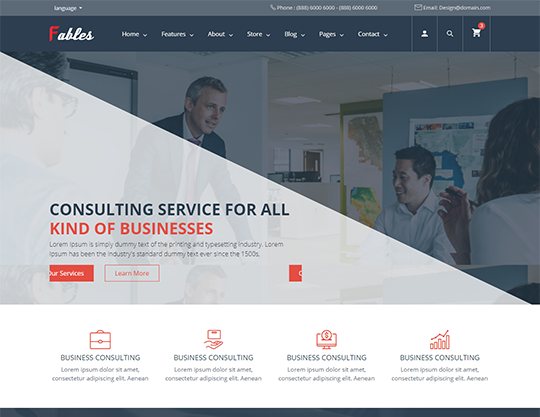 language Phone : (888) 6000 6000 - (888) 6000 6000 Email: Design@domain.com
Fables Home Features About Store Blog Pages Contact 3
CONSULTING SERVICE FOR ALL
KIND OF BUSINESSES
Lorem Ipsum is simply dummy text of the printing and typesetting industry. Lorem
Ipsum has been the industry's standard dummy text ever since the 1500s.
Our Services Learn More
BUSINESS CONSULTING BUSINESS CONSULTING BUSINESS CONSULTING BUSINESS CONSULTING
Lorem ipsum dolor sit amet, Lorem ipsum dolor sit amet, Lorem ipsum dolor sit amet, Lorem ipsum dolor sit amet,
consectetur adipiscing elit. Aenean consectetur adipiscing elit. Aenean consectetur adipiscing elit. Aenean consectetur adipiscing elit. Aenean